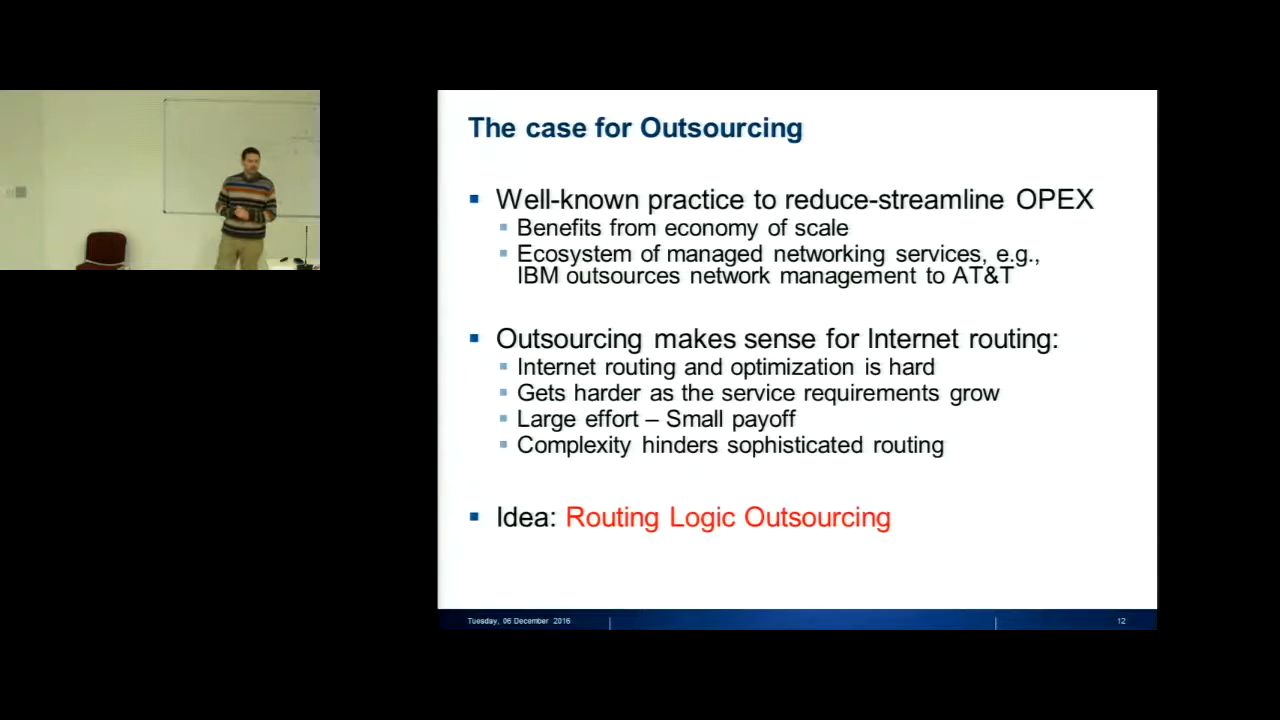 The case for Outsourcing
Well-known practice to reduce-streamline OPEX
Benefits from economy of scale
Ecosystem of managed networking services, e.g.,
IBM outsources network management to AT&T
Outsourcing makes sense for Internet routing:
Internet routing and optimization is hard
Gets harder as the service requirements grow
Large effort – Small payoff
Complexity hinders sophisticated routing
Idea: Routing Logic Outsourcing
Tuesday, 06 December 2016
12